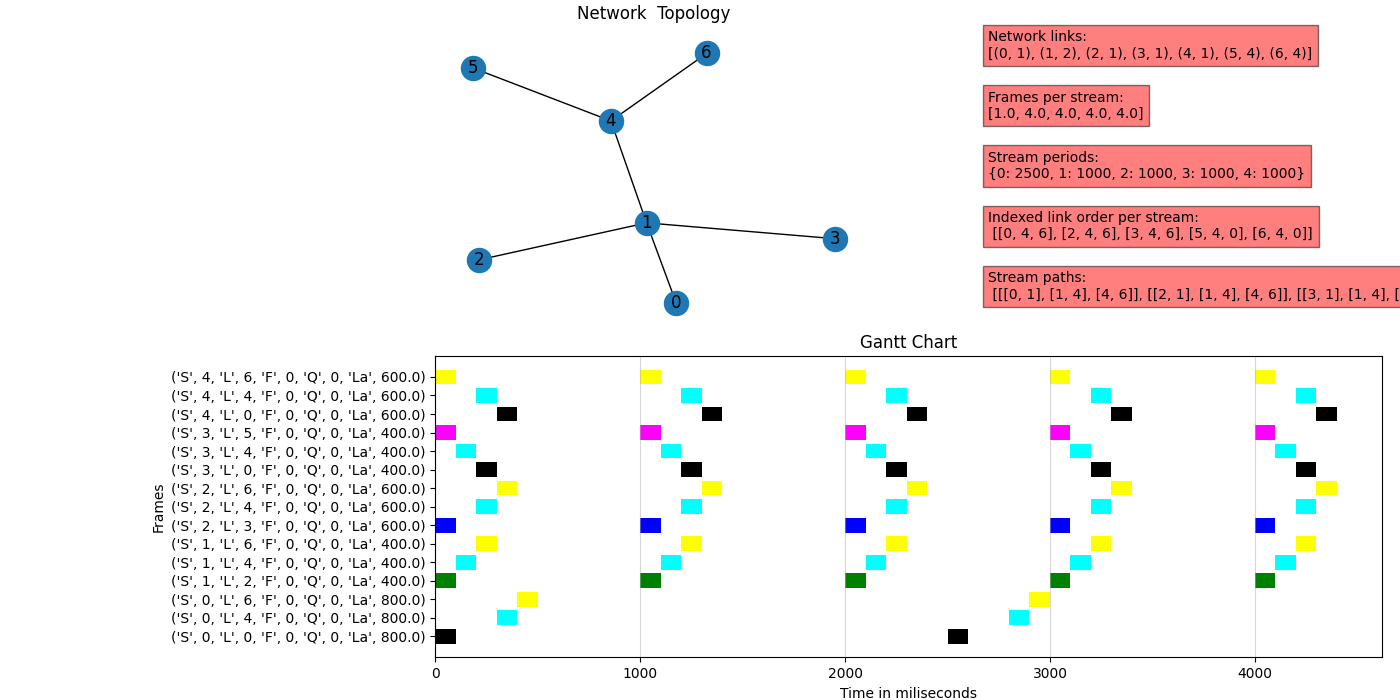 Network  Topology
5
6
4
1
3
2
0
Network links:
[(0, 1), (1, 2), (2, 1), (3, 1), (4, 1), (5, 4), (6, 4)]
Frames per stream:
[1.0, 4.0, 4.0, 4.0, 4.0]
Stream periods:
{0: 2500, 1: 1000, 2: 1000, 3: 1000, 4: 1000}
Indexed link order per stream:
[[0, 4, 6], [2, 4, 6], [3, 4, 6], [5, 4, 0], [6, 4, 0]]
Stream paths:
[[[0, 1], [1, 4], [4, 6]], [[2, 1], [1, 4], [4, 6]], [[3, 1], [1, 4], [
Gantt Chart
Frames
('S', 4, 'L', 6, 'F', 0, 'Q', 0, 'La', 600.0)
('S', 4, 'L', 4, 'F', 0, 'Q', 0, 'La', 600.0)
('S', 4, 'L', 0, 'F', 0, 'Q', 0, 'La', 600.0)
('S', 3, 'L', 5, 'F', 0, 'Q', 0, 'La', 400.0)
('S', 3, 'L', 4, 'F', 0, 'Q', 0, 'La', 400.0)
('S', 3, 'L', 0, 'F', 0, 'Q', 0, 'La', 400.0)
('S', 2, 'L', 6, 'F', 0, 'Q', 0, 'La', 600.0)
('S', 2, 'L', 4, 'F', 0, 'Q', 0, 'La', 600.0)
('S', 2, 'L', 3, 'F', 0, 'Q', 0, 'La', 600.0)
('S', 1, 'L', 6, 'F', 0, 'Q', 0, 'La', 400.0)
('S', 1, 'L', 4, 'F', 0, 'Q', 0, 'La', 400.0)
('S', 1, 'L', 2, 'F', 0, 'Q', 0, 'La', 400.0)
('S', 0, 'L', 6, 'F', 0, 'Q', 0, 'La', 800.0)
('S', 0, 'L', 4, 'F', 0, 'Q', 0, 'La', 800.0)
('S', 0, 'L', 0, 'F', 0, 'Q', 0, 'La', 800.0)
0 1000 2000 3000 4000
Time in miliseconds